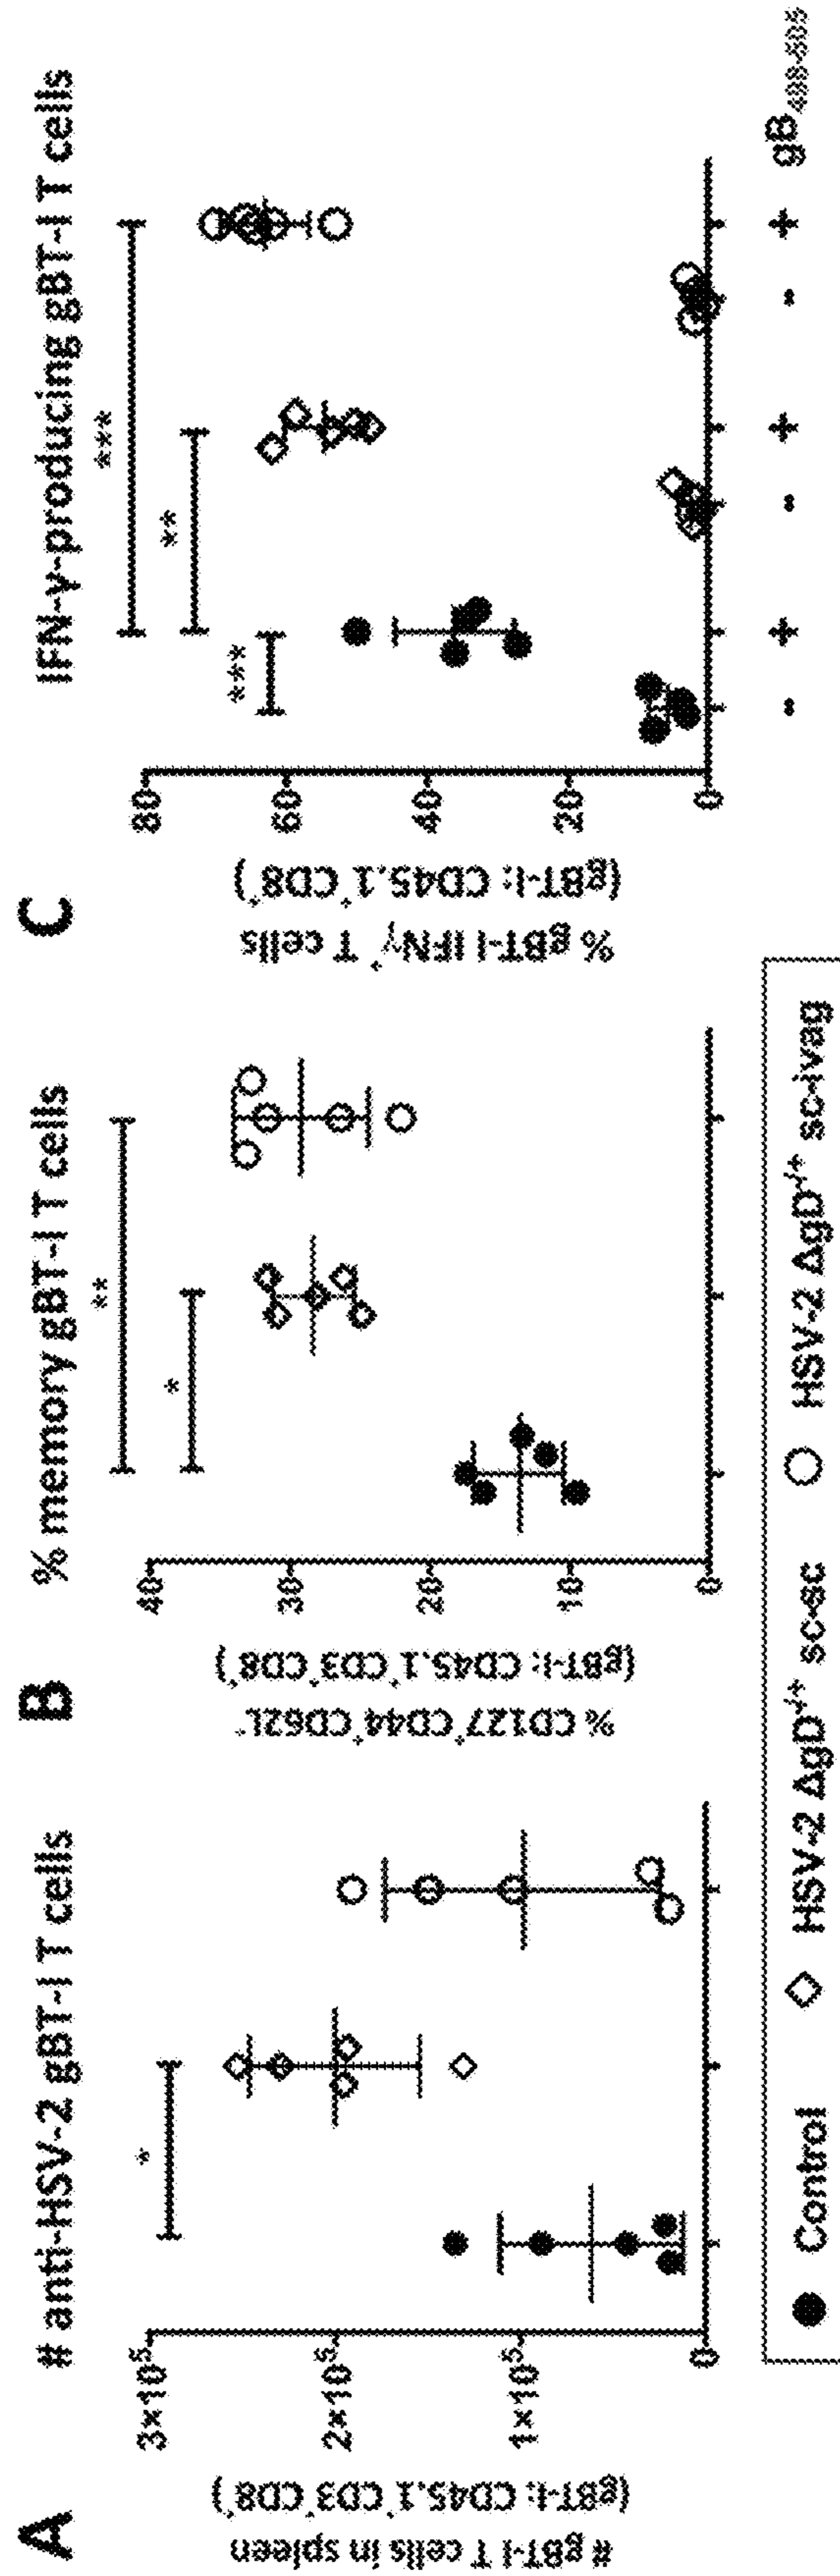 A
# anti-HSV-2 gBT-I T cells
# gBT-I T cells in spleen
(gBT-I: CD45.1⁺CD3⁺CD8⁺)
3×10⁵
2×10⁵
1×10⁵
0
*
B
% memory gBT-I T cells
% CD127⁺CD44⁺CD62L⁻
(gBT-I: CD45.1⁺CD3⁺CD8⁺)
40
30
20
10
0
*
**
C
IFN-γ-producing gBT-I T cells
% gBT-I IFNγ⁺ T cells
(gBT-I: CD45.1⁺CD8⁺)
80
60
40
20
0
***
**
***
- + - + - + gB₄₉₈₋₅₀₅
Control HSV-2 ΔgD⁻/⁺ sc-sc HSV-2 ΔgD⁻/⁺ sc-ivag